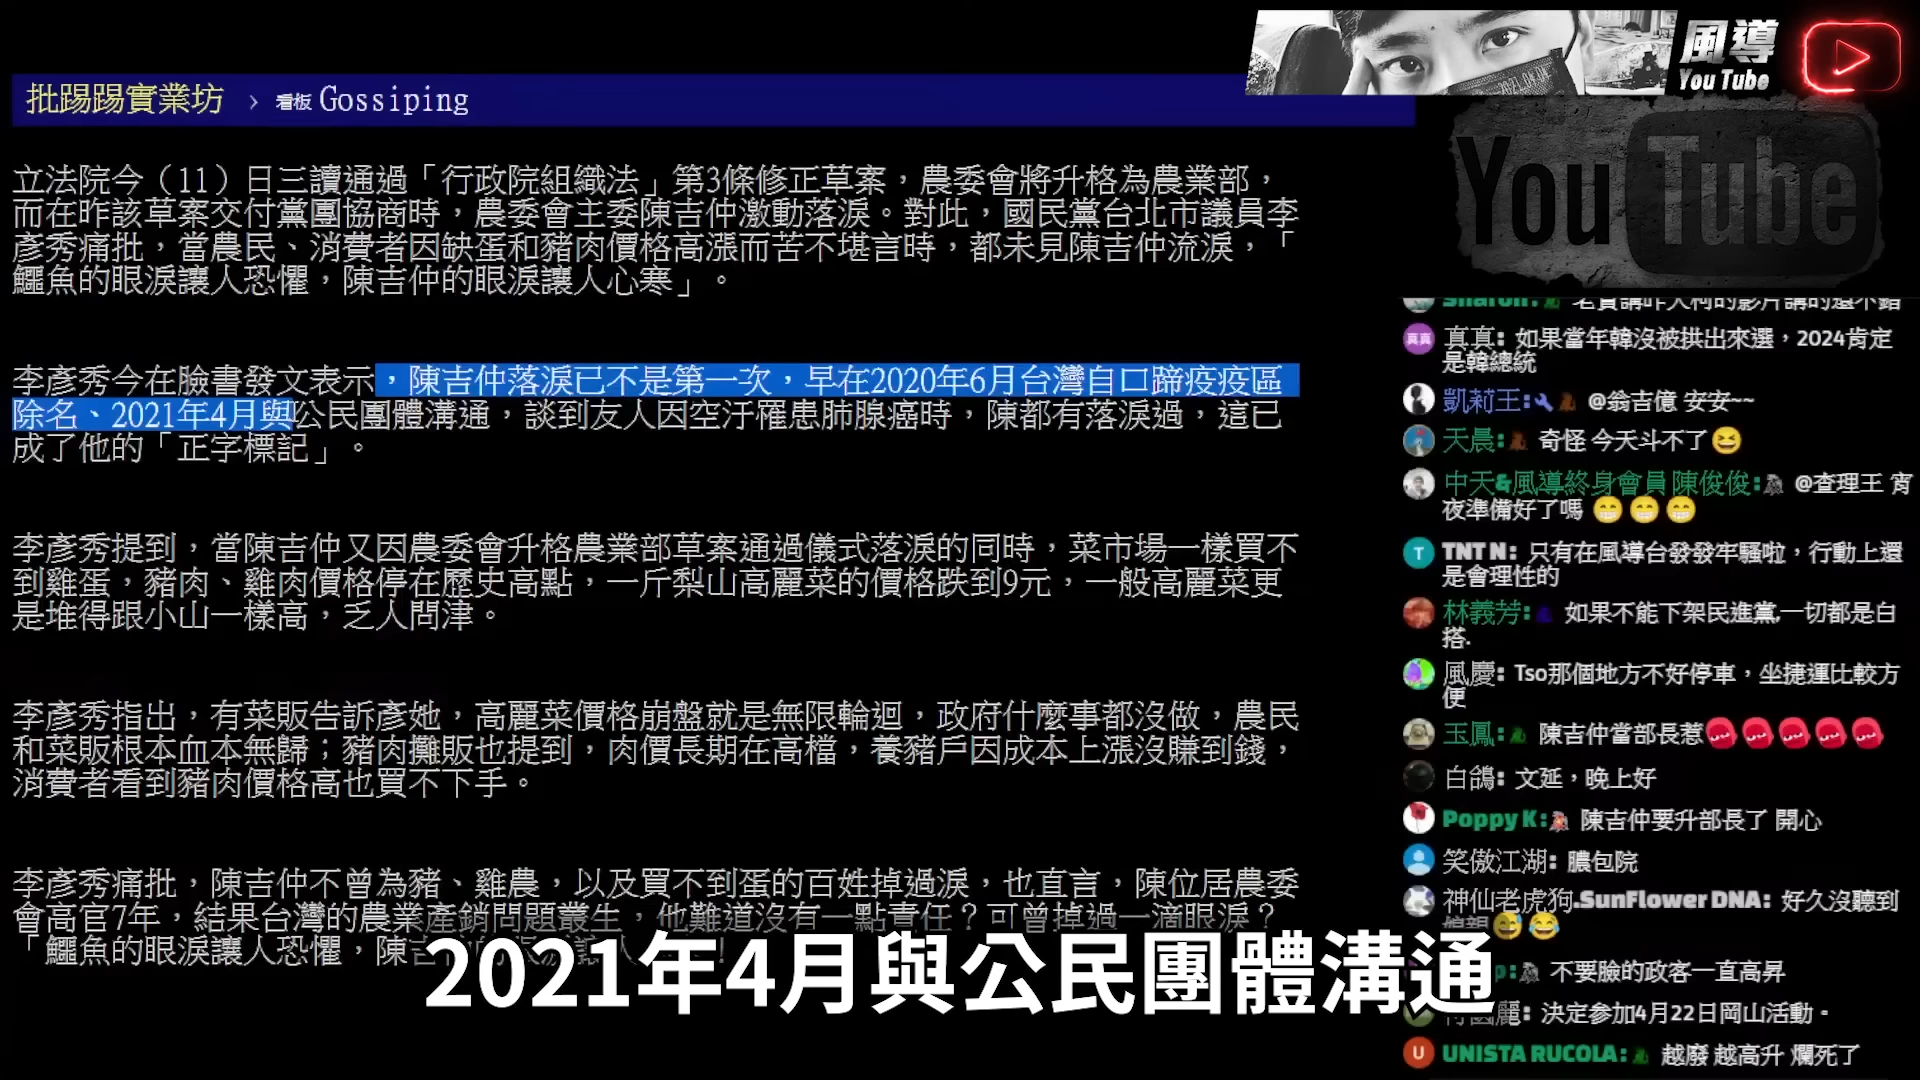 風導
YouTube
YouTube
批踢踢實業坊 › 看板 Gossiping
立法院今（11）日三讀通過「行政院組織法」第3條修正草案，農委會將升格為農業部，
而在昨該草案交付黨團協商時，農委會主委陳吉仲激動落淚。對此，國民黨台北市議員李
彥秀痛批，當農民、消費者因缺蛋和豬肉價格高漲而苦不堪言時，都未見陳吉仲流淚，「
鱷魚的眼淚讓人恐懼，陳吉仲的眼淚讓人心寒」。
李彥秀今在臉書發文表示，陳吉仲落淚已不是第一次，早在2020年6月台灣自口蹄疫疫區
除名、2021年4月與公民團體溝通，談到友人因空汙罹患肺腺癌時，陳都有落淚過，這已
成了他的「正字標記」。
李彥秀提到，當陳吉仲又因農委會升格農業部草案通過儀式落淚的同時，菜市場一樣買不
到雞蛋，豬肉、雞肉價格停在歷史高點，一斤梨山高麗菜的價格跌到9元，一般高麗菜更
是堆得跟小山一樣高，乏人問津。
李彥秀指出，有菜販告訴彥她，高麗菜價格崩盤就是無限輪迴，政府什麼事都沒做，農民
和菜販根本血本無歸；豬肉攤販也提到，肉價長期在高檔，養豬戶因成本上漲沒賺到錢，
消費者看到豬肉價格高也買不下手。
李彥秀痛批，陳吉仲不曾為豬、雞農，以及買不到蛋的百姓掉過淚，也直言，陳位居農委
會高官7年，結果台灣的農業產銷問題叢生，他難道沒有一點責任？可曾掉過一滴眼淚？
「鱷魚的眼淚讓人恐懼，陳
2021年4月與公民團體溝通
Sharon: 老實講昨天柯的影片講的還不錯
真真: 如果當年韓沒被拱出來選，2024肯定
是韓總統
凱莉王: @翁吉億 安安~~
天晨: 奇怪 今天斗不了😆
中天&風導終身會員 陳俊俊: @查理王 宵
夜準備好了嗎 😁😁😁
TNT N: 只有在風導台發發牢騷啦，行動上還
是會理性的
林義芳: 如果不能下架民進黨,一切都是白
搭.
風慶: Tso那個地方不好停車，坐捷運比較方
便
玉鳳: 陳吉仲當部長惹
白鴿: 文延，晚上好
Poppy K: 陳吉仲要升部長了 開心
笑傲江湖: 膿包院
神仙老虎狗.SunFlower DNA: 好久沒聽到
😅😂
p: 不要臉的政客一直高昇
麗: 決定參加4月22日岡山活動。
UNISTA RUCOLA: 越廢 越高升 爛死了